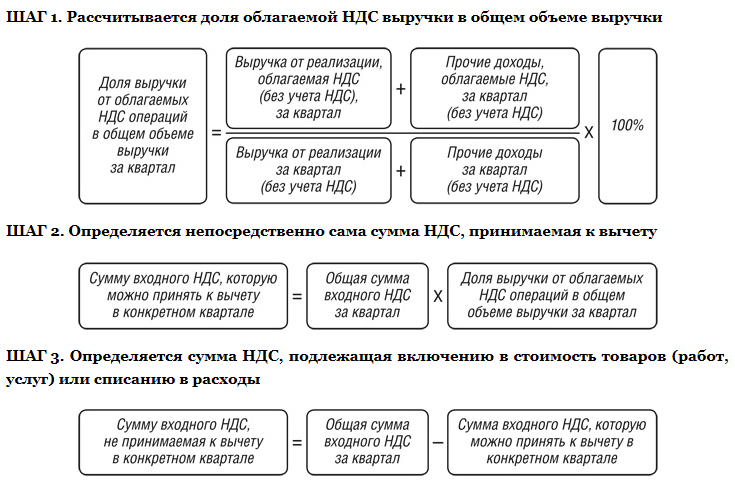 ШАГ 1. Рассчитывается доля облагаемой НДС выручки в общем объеме выручки
Доля выручки
от облагаемых
НДС операций
в общем объеме
выручки
за квартал
=
Выручка от реализации,
облагаемая НДС
(без учета НДС),
за квартал
+
Прочие доходы,
облагаемые НДС,
за квартал
(без учета НДС)
Выручка от реализации
за квартал
(без учета НДС)
+
Прочие доходы
за квартал
(без учета НДС)
X
100%
ШАГ 2. Определяется непосредственно сама сумма НДС, принимаемая к вычету
Сумму входного НДС, которую
можно принять к вычету
в конкретном квартале
=
Общая сумма
входного НДС
за квартал
X
Доля выручки от облагаемых
НДС операций в общем
объеме выручки за квартал
ШАГ 3. Определяется сумма НДС, подлежащая включению в стоимость товаров (работ,
услуг) или списанию в расходы
Сумму входного НДС,
не принимаемая к вычету
в конкретном квартале
=
Общая сумма
входного НДС
за квартал
–
Сумма входного НДС, которую
можно принять к вычету в
конкретном квартале